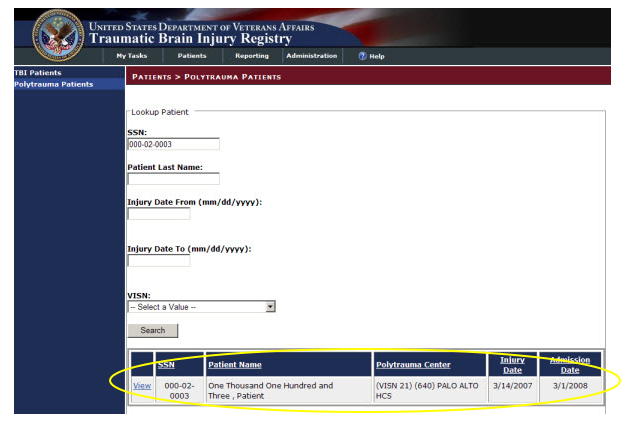 UNITED STATES DEPARTMENT OF VETERANS AFFAIRS
Traumatic Brain Injury Registry
My Tasks Patients Reporting Administration ? Help
TBI Patients
Polytrauma Patients
PATIENTS > POLYTRAUMA PATIENTS
Lookup Patient
SSN:
000-02-0003
Patient Last Name:
Injury Date From (mm/dd/yyyy):
Injury Date To (mm/dd/yyyy):
VISN:
-- Select a Value --
Search
SSN Patient Name Polytrauma Center Injury Date Admission Date
View 000-02-0003 One Thousand One Hundred and Three , Patient (VISN 21) (640) PALO ALTO HCS 3/14/2007 3/1/2008